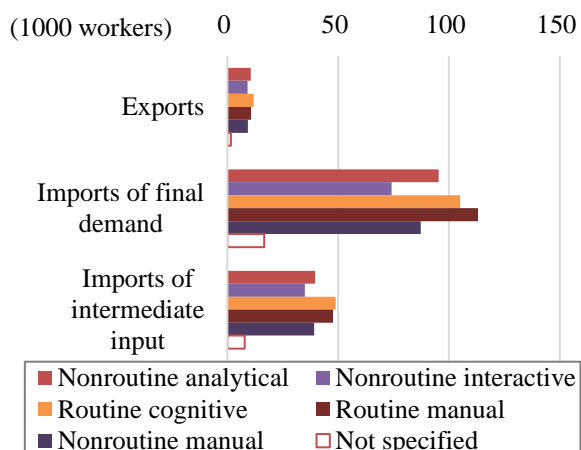 (1000 workers) 0 50 100 150
Exports
Imports of final
demand
Imports of
intermediate
input
Nonroutine analytical Nonroutine interactive
Routine cognitive Routine manual
Nonroutine manual Not specified